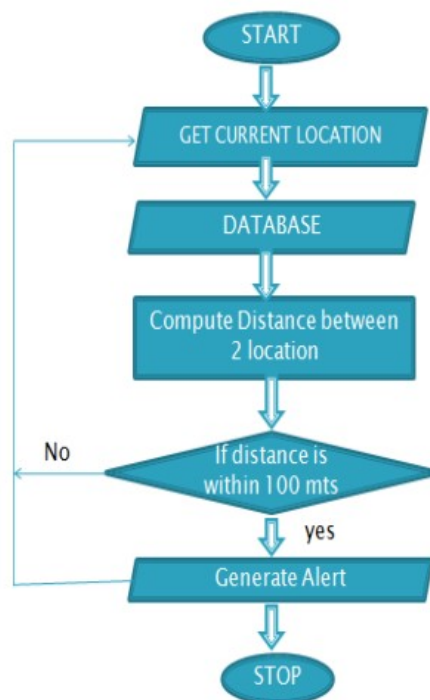 START
GET CURRENT LOCATION
DATABASE
Compute Distance between
2 location
If distance is
within 100 mts
No
yes
Generate Alert
STOP